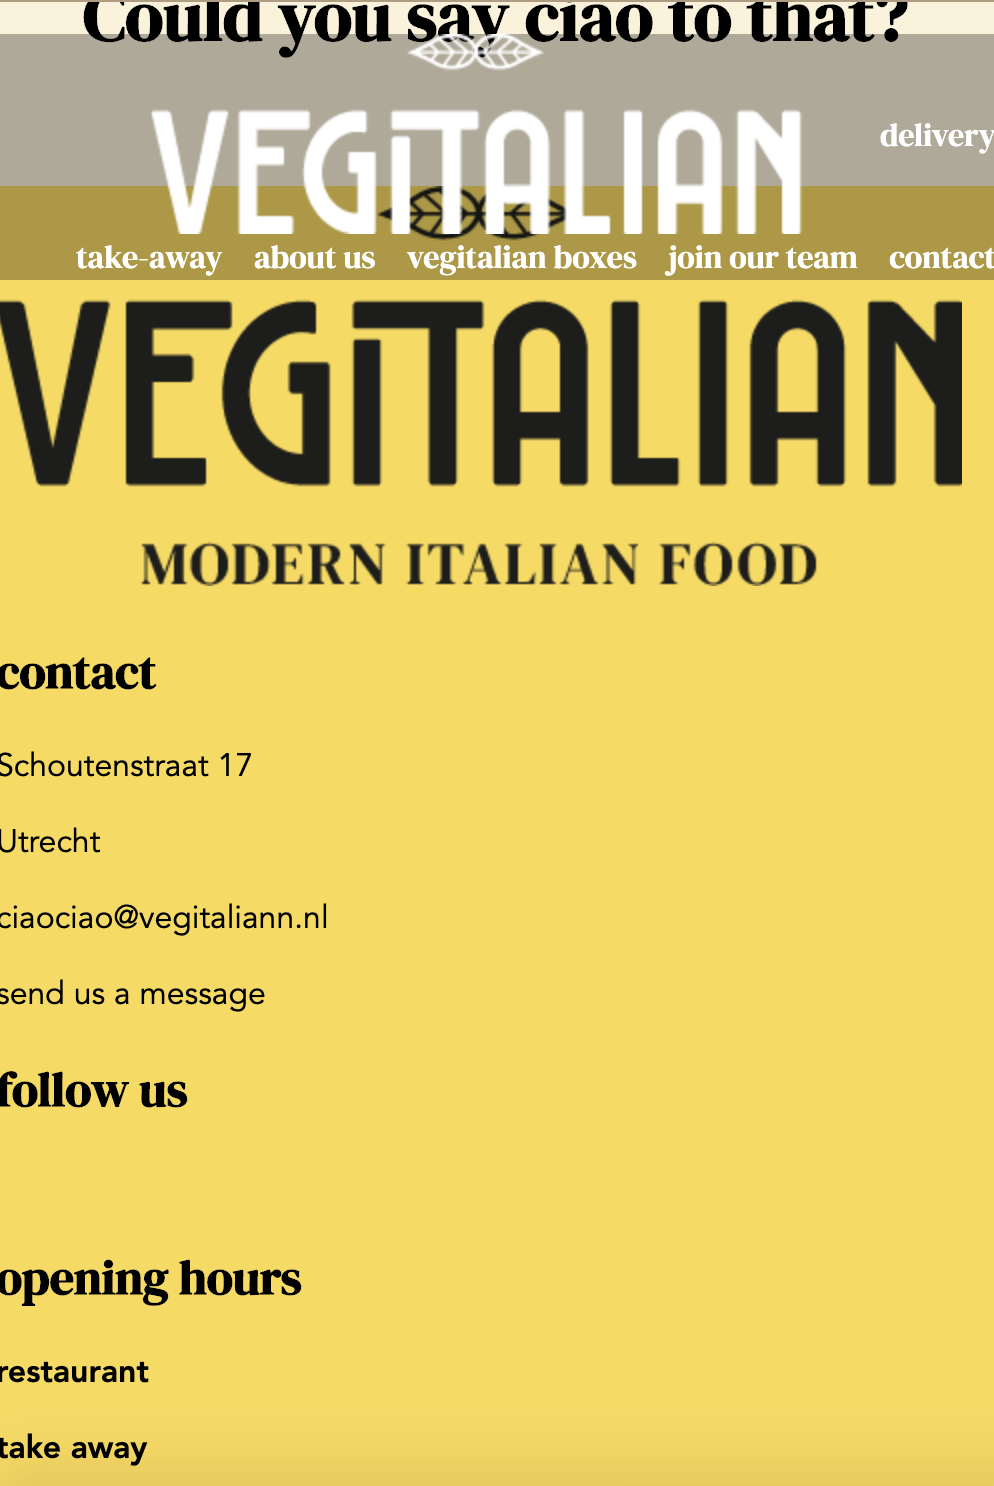 Could you say ciao to that?
VEGITALIAN
delivery
take-away about us vegitalian boxes join our team contact
VEGITALIAN
MODERN ITALIAN FOOD
contact
Schoutenstraat 17
Utrecht
ciaociao@vegitaliann.nl
send us a message
follow us
opening hours
restaurant
take away